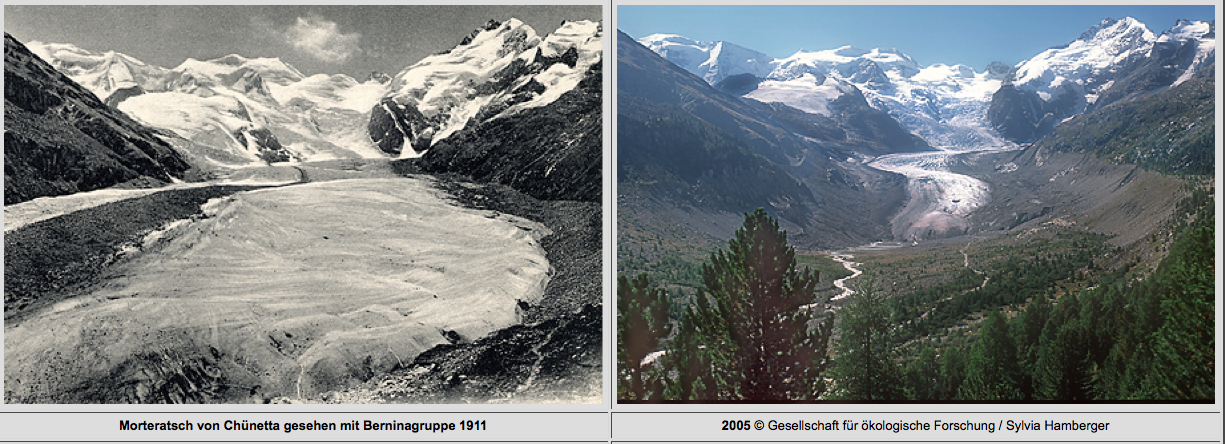 Morteratsch von Chünetta gesehen mit Berninagruppe 1911
2005 © Gesellschaft für ökologische Forschung / Sylvia Hamberger